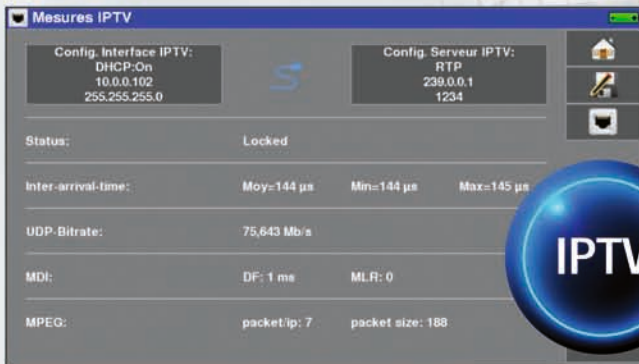 Mesures IPTV
Config. Interface IPTV:
DHCP:On
10.0.0.102
255.255.255.0
Config. Serveur IPTV:
RTP
239.0.0.1
1234
Status: Locked
Inter-arrival-time: Moy=144 µs Min=144 µs Max=145 µs
UDP-Bitrate: 75,643 Mb/s
MDI: DF: 1 ms MLR: 0
MPEG: packet/ip: 7 packet size: 188
IPTV